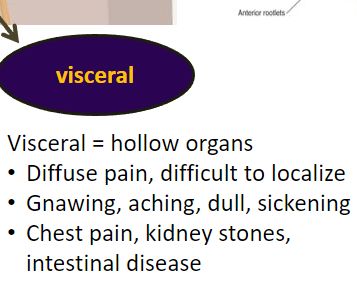 Anterior rootlets
visceral
Visceral = hollow organs
• Diffuse pain, difficult to localize
• Gnawing, aching, dull, sickening
• Chest pain, kidney stones,
intestinal disease